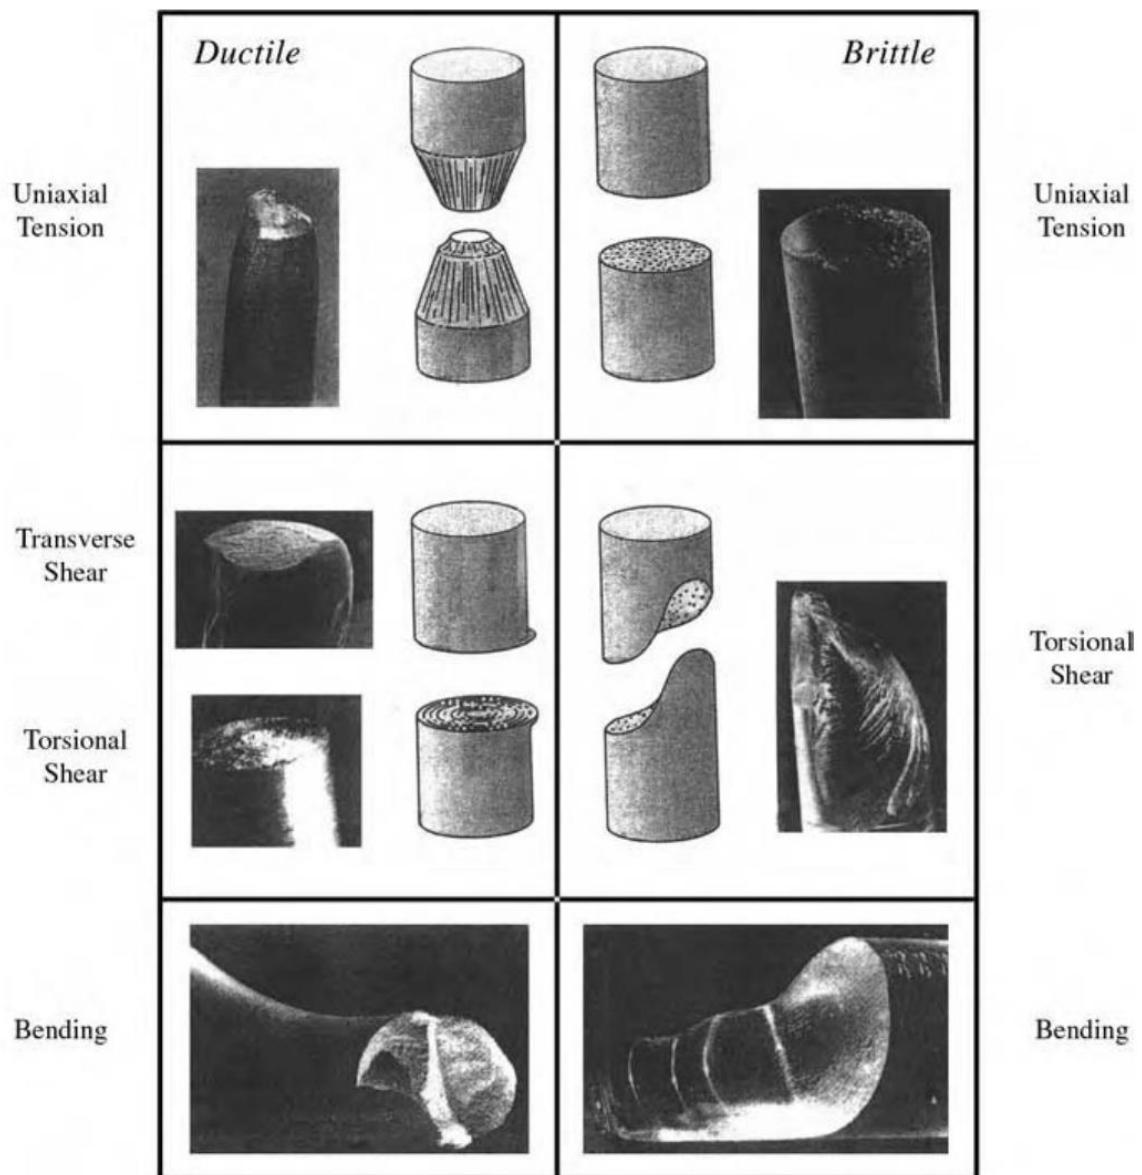 Ductile
Brittle
Uniaxial
Tension
Uniaxial
Tension
Transverse
Shear
Torsional
Shear
Torsional
Shear
Bending
Bending